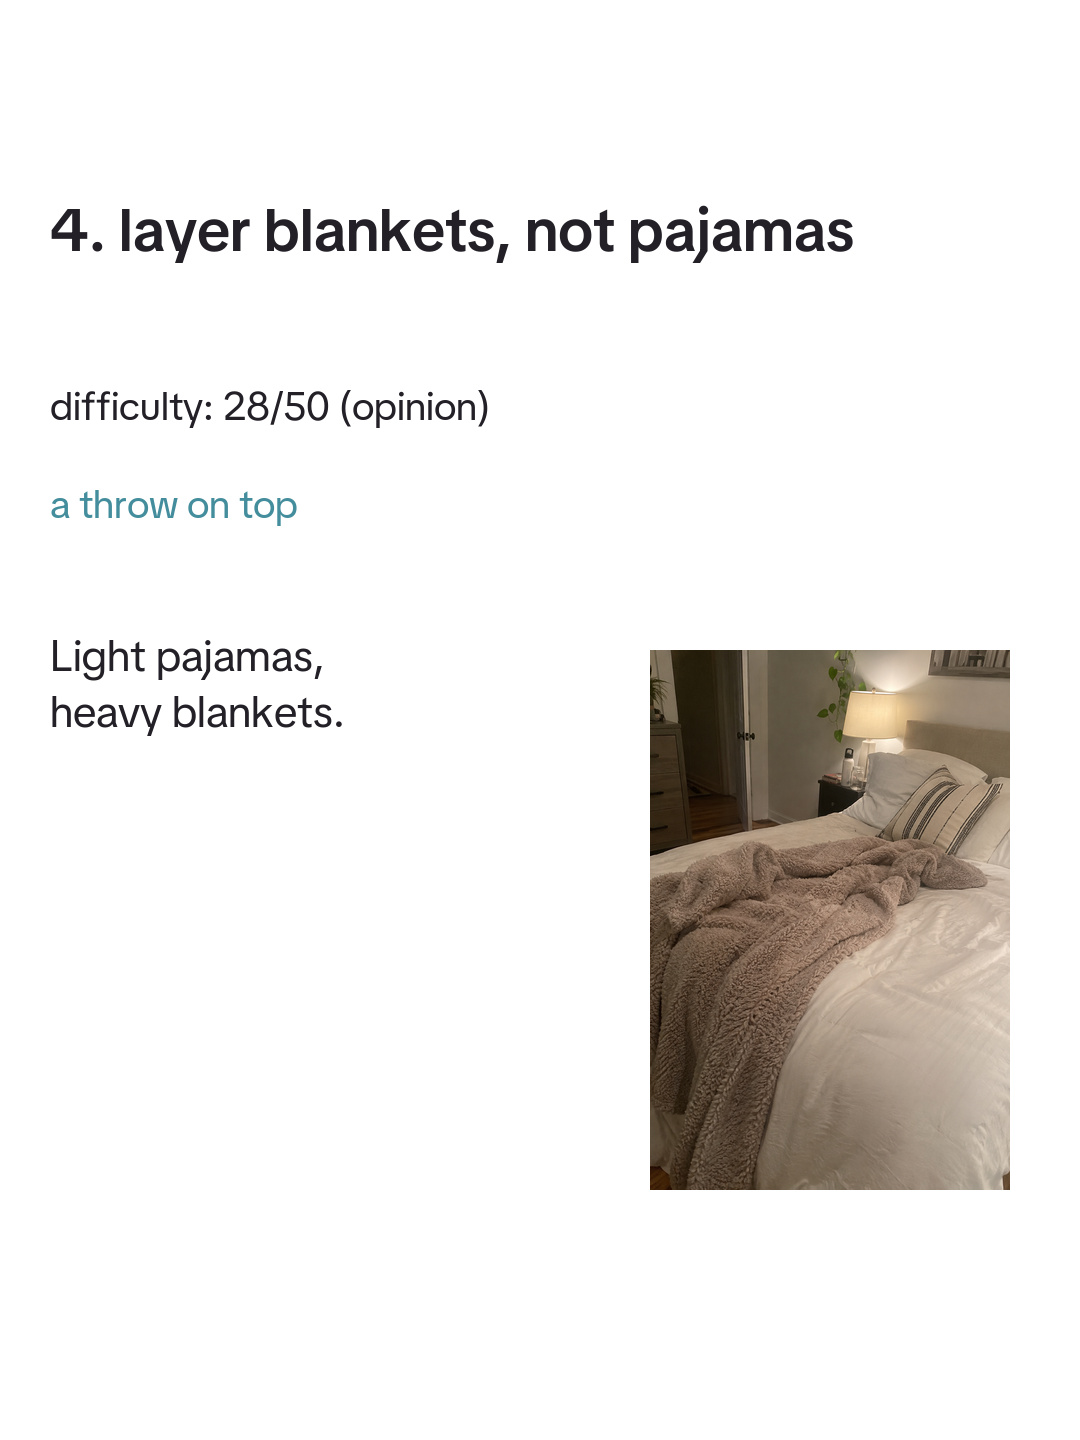 4. layer blankets, not pajamas
difficulty: 28/50 (opinion)
a throw on top
Light pajamas,
heavy blankets.